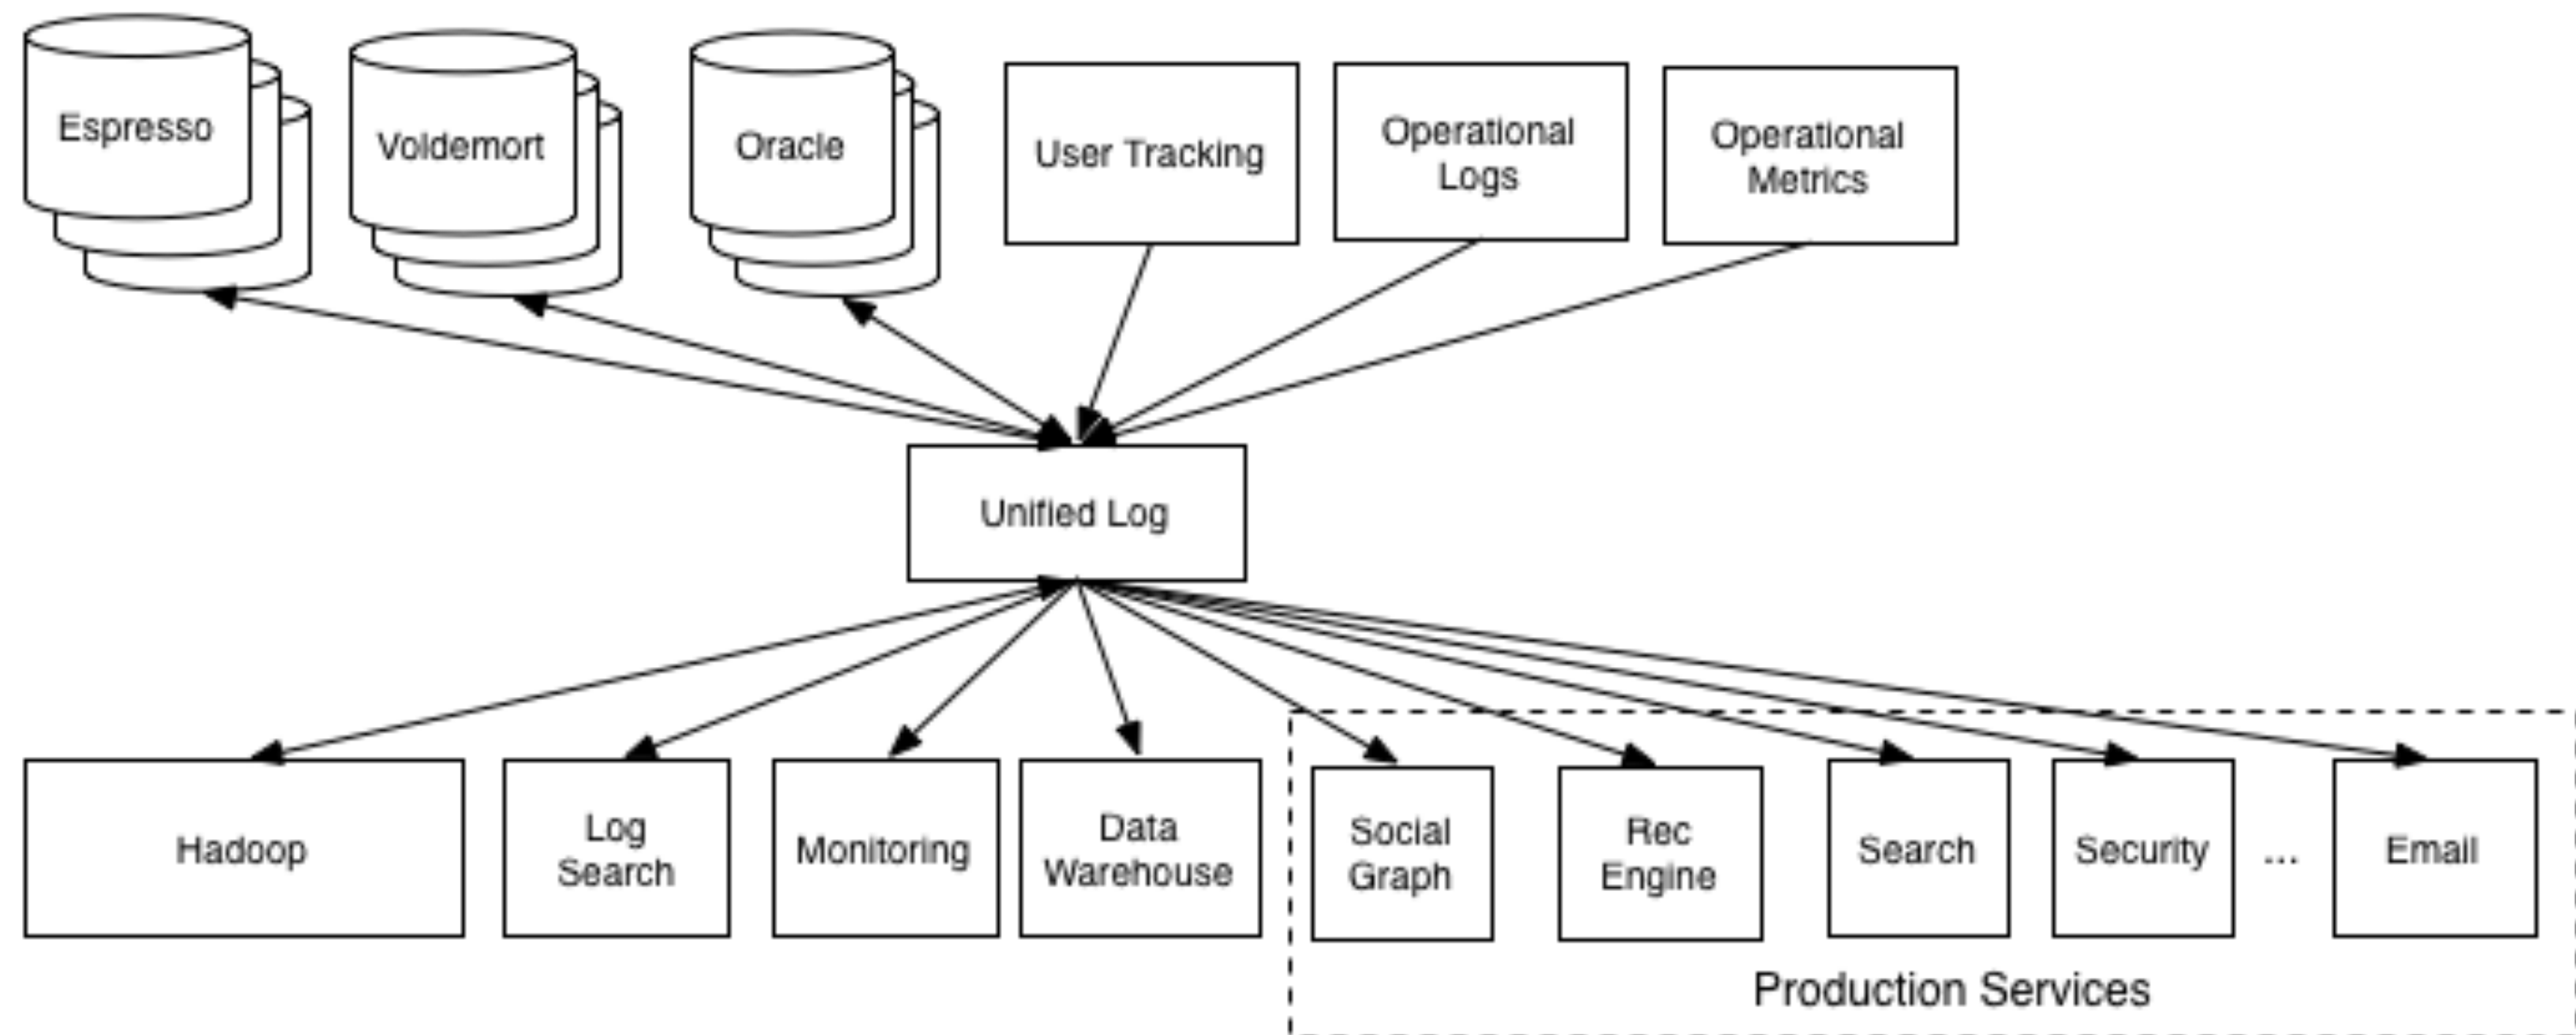 Espresso
Voldemort
Oracle
User Tracking
Operational
Logs
Operational
Metrics
Unified Log
Hadoop
Log
Search
Monitoring
Data
Warehouse
Social
Graph
Rec
Engine
Search
Security
...
Email
Production Services